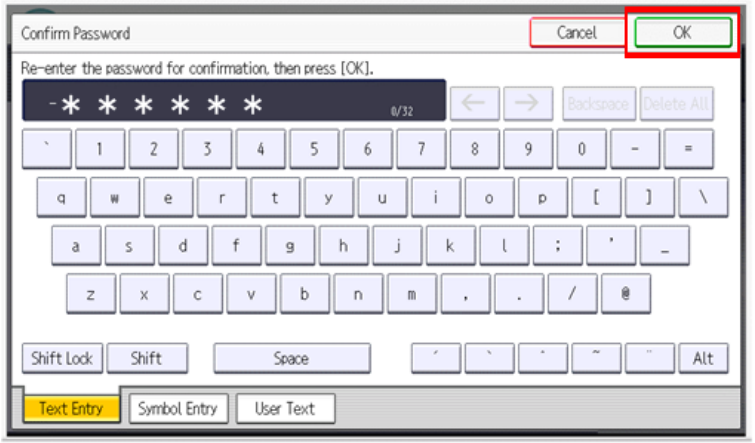 Confirm Password Cancel OK
Re-enter the password for confirmation, then press [OK].
-* * * * * * 0/32 ← → Backspace Delete All
` 1 2 3 4 5 6 7 8 9 0 - =
q w e r t y u i o p [ ] \
a s d f g h j k l ; ' _
z x c v b n m , . / @
Shift Lock Shift Space ´ ` ^ ~ ¨ Alt
Text Entry Symbol Entry User Text